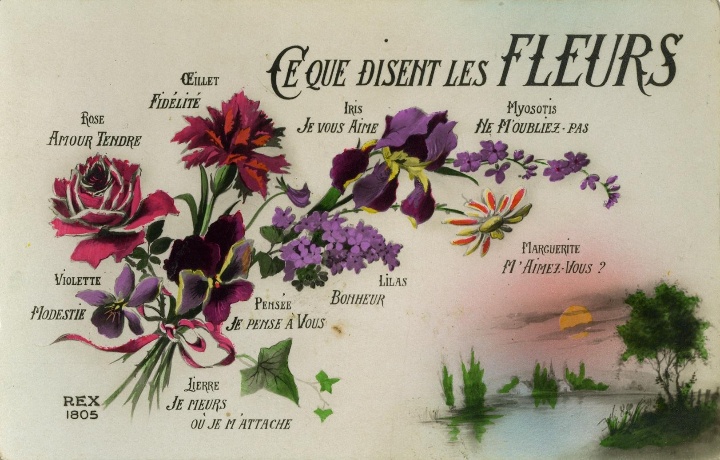 Ce que disent les FLEURS
Œillet
Fidélité
Rose
Amour Tendre
Iris
Je vous Aime
Myosotis
Ne M'oubliez-pas
Marguerite
M'Aimez-Vous ?
Violette
Modestie
Pensée
Je pense à Vous
Lilas
Bonheur
Lierre
Je meurs
où je m'attache
REX
1805